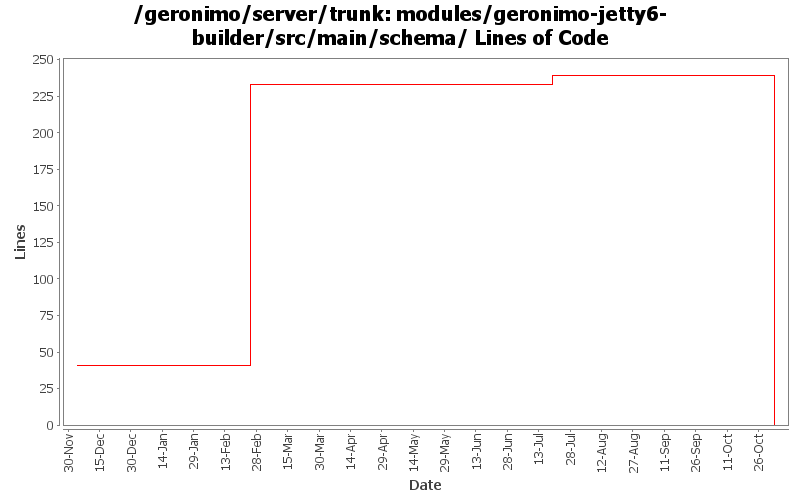 /geronimo/server/trunk: modules/geronimo-jetty6-
builder/src/main/schema/ Lines of Code
250
225
200
175
150
125
100
75
50
25
0
Lines
30-Nov
15-Dec
30-Dec
14-Jan
29-Jan
13-Feb
28-Feb
15-Mar
30-Mar
14-Apr
29-Apr
14-May
29-May
13-Jun
28-Jun
13-Jul
28-Jul
12-Aug
27-Aug
11-Sep
26-Sep
11-Oct
26-Oct
Date